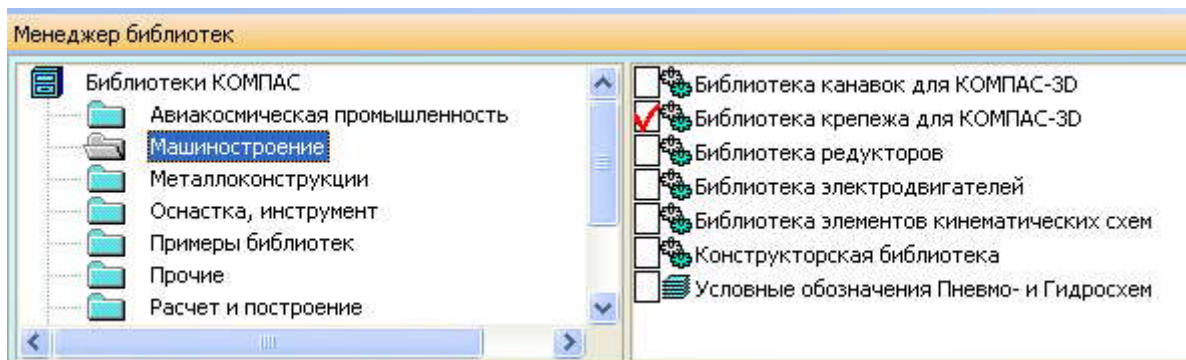 Менеджер библиотек
Библиотеки КОМПАС
Авиакосмическая промышленность
Машиностроение
Металлоконструкции
Оснастка, инструмент
Примеры библиотек
Прочие
Расчет и построение
Библиотека канавок для КОМПАС-3D
Библиотека крепежа для КОМПАС-3D
Библиотека редукторов
Библиотека электродвигателей
Библиотека элементов кинематических схем
Конструкторская библиотека
Условные обозначения Пневмо- и Гидросхем